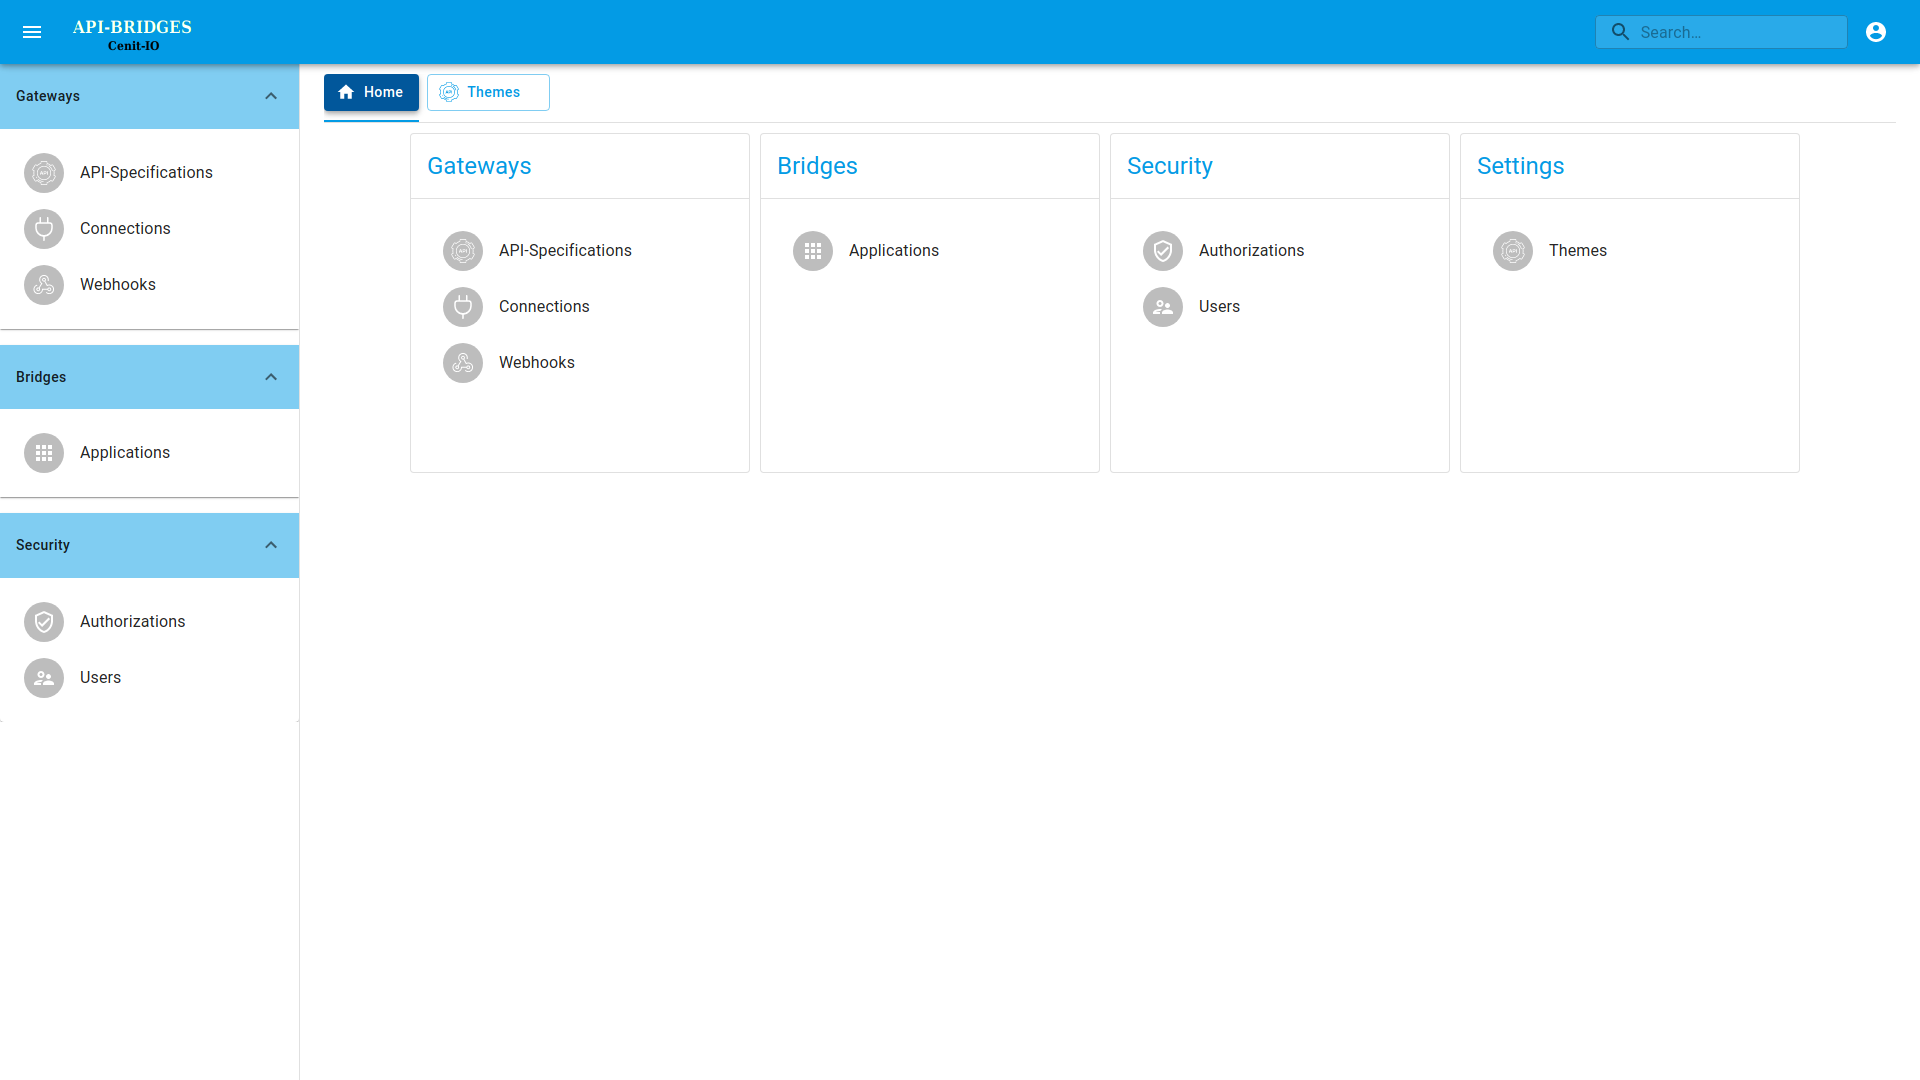 API-BRIDGES
Cenit-IO
Search...
Gateways
API-Specifications
Connections
Webhooks
Bridges
Applications
Security
Authorizations
Users
Home
Themes
Gateways
API-Specifications
Connections
Webhooks
Bridges
Applications
Security
Authorizations
Users
Settings
Themes